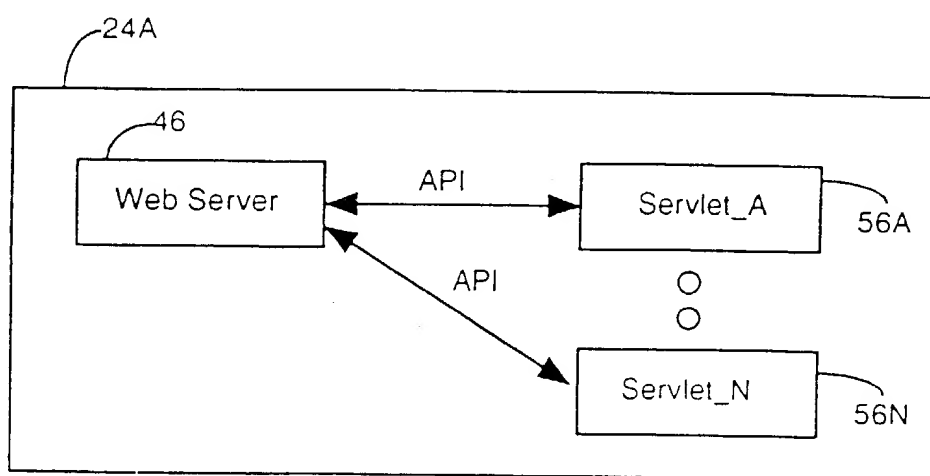 24A
46
Web Server
API
Servlet_A
56A
API
Servlet_N
56N